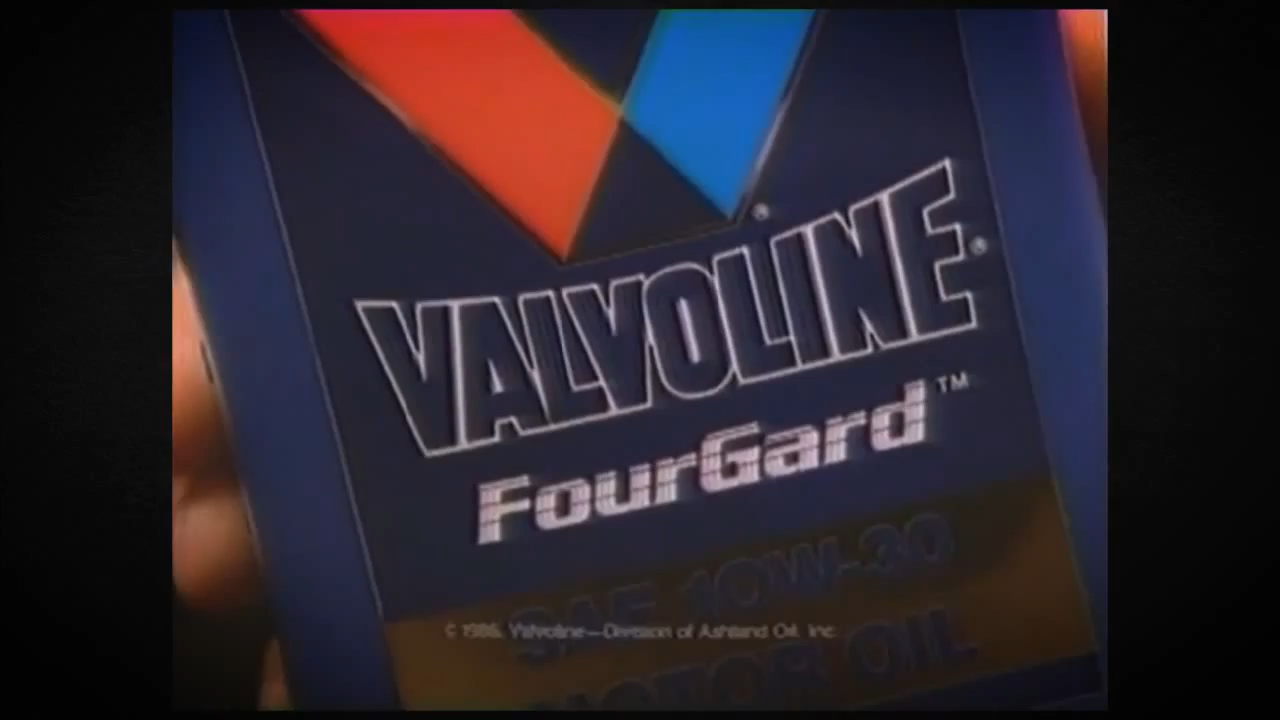 ®
VALVOLINE®
FourGard™
SAE 10W-30
© 1986, Valvoline—Division of Ashland Oil, Inc.
MOTOR OIL